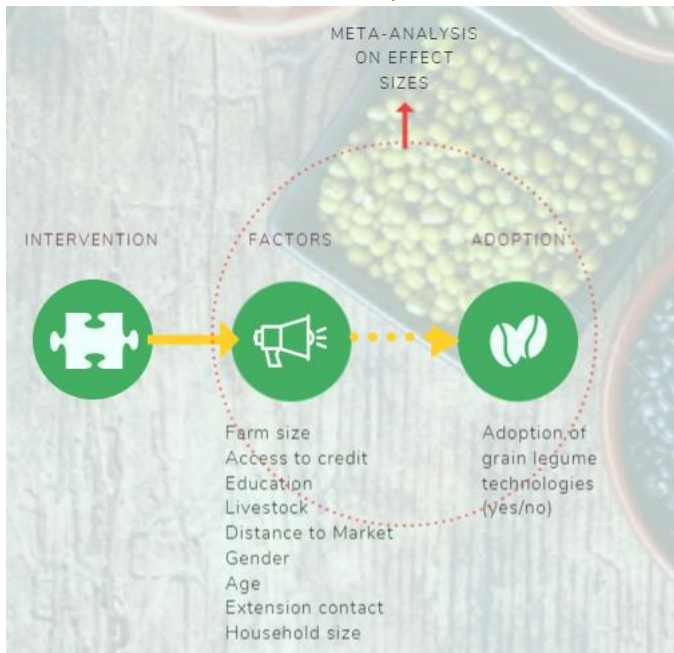 META-ANALYSIS
ON EFFECT
SIZES
INTERVENTION
FACTORS
ADOPTION
Farm size
Access to credit
Education
Livestock
Distance to Market
Gender
Age
Extension contact
Household size
Adoption of
grain legume
technologies
(yes/no)